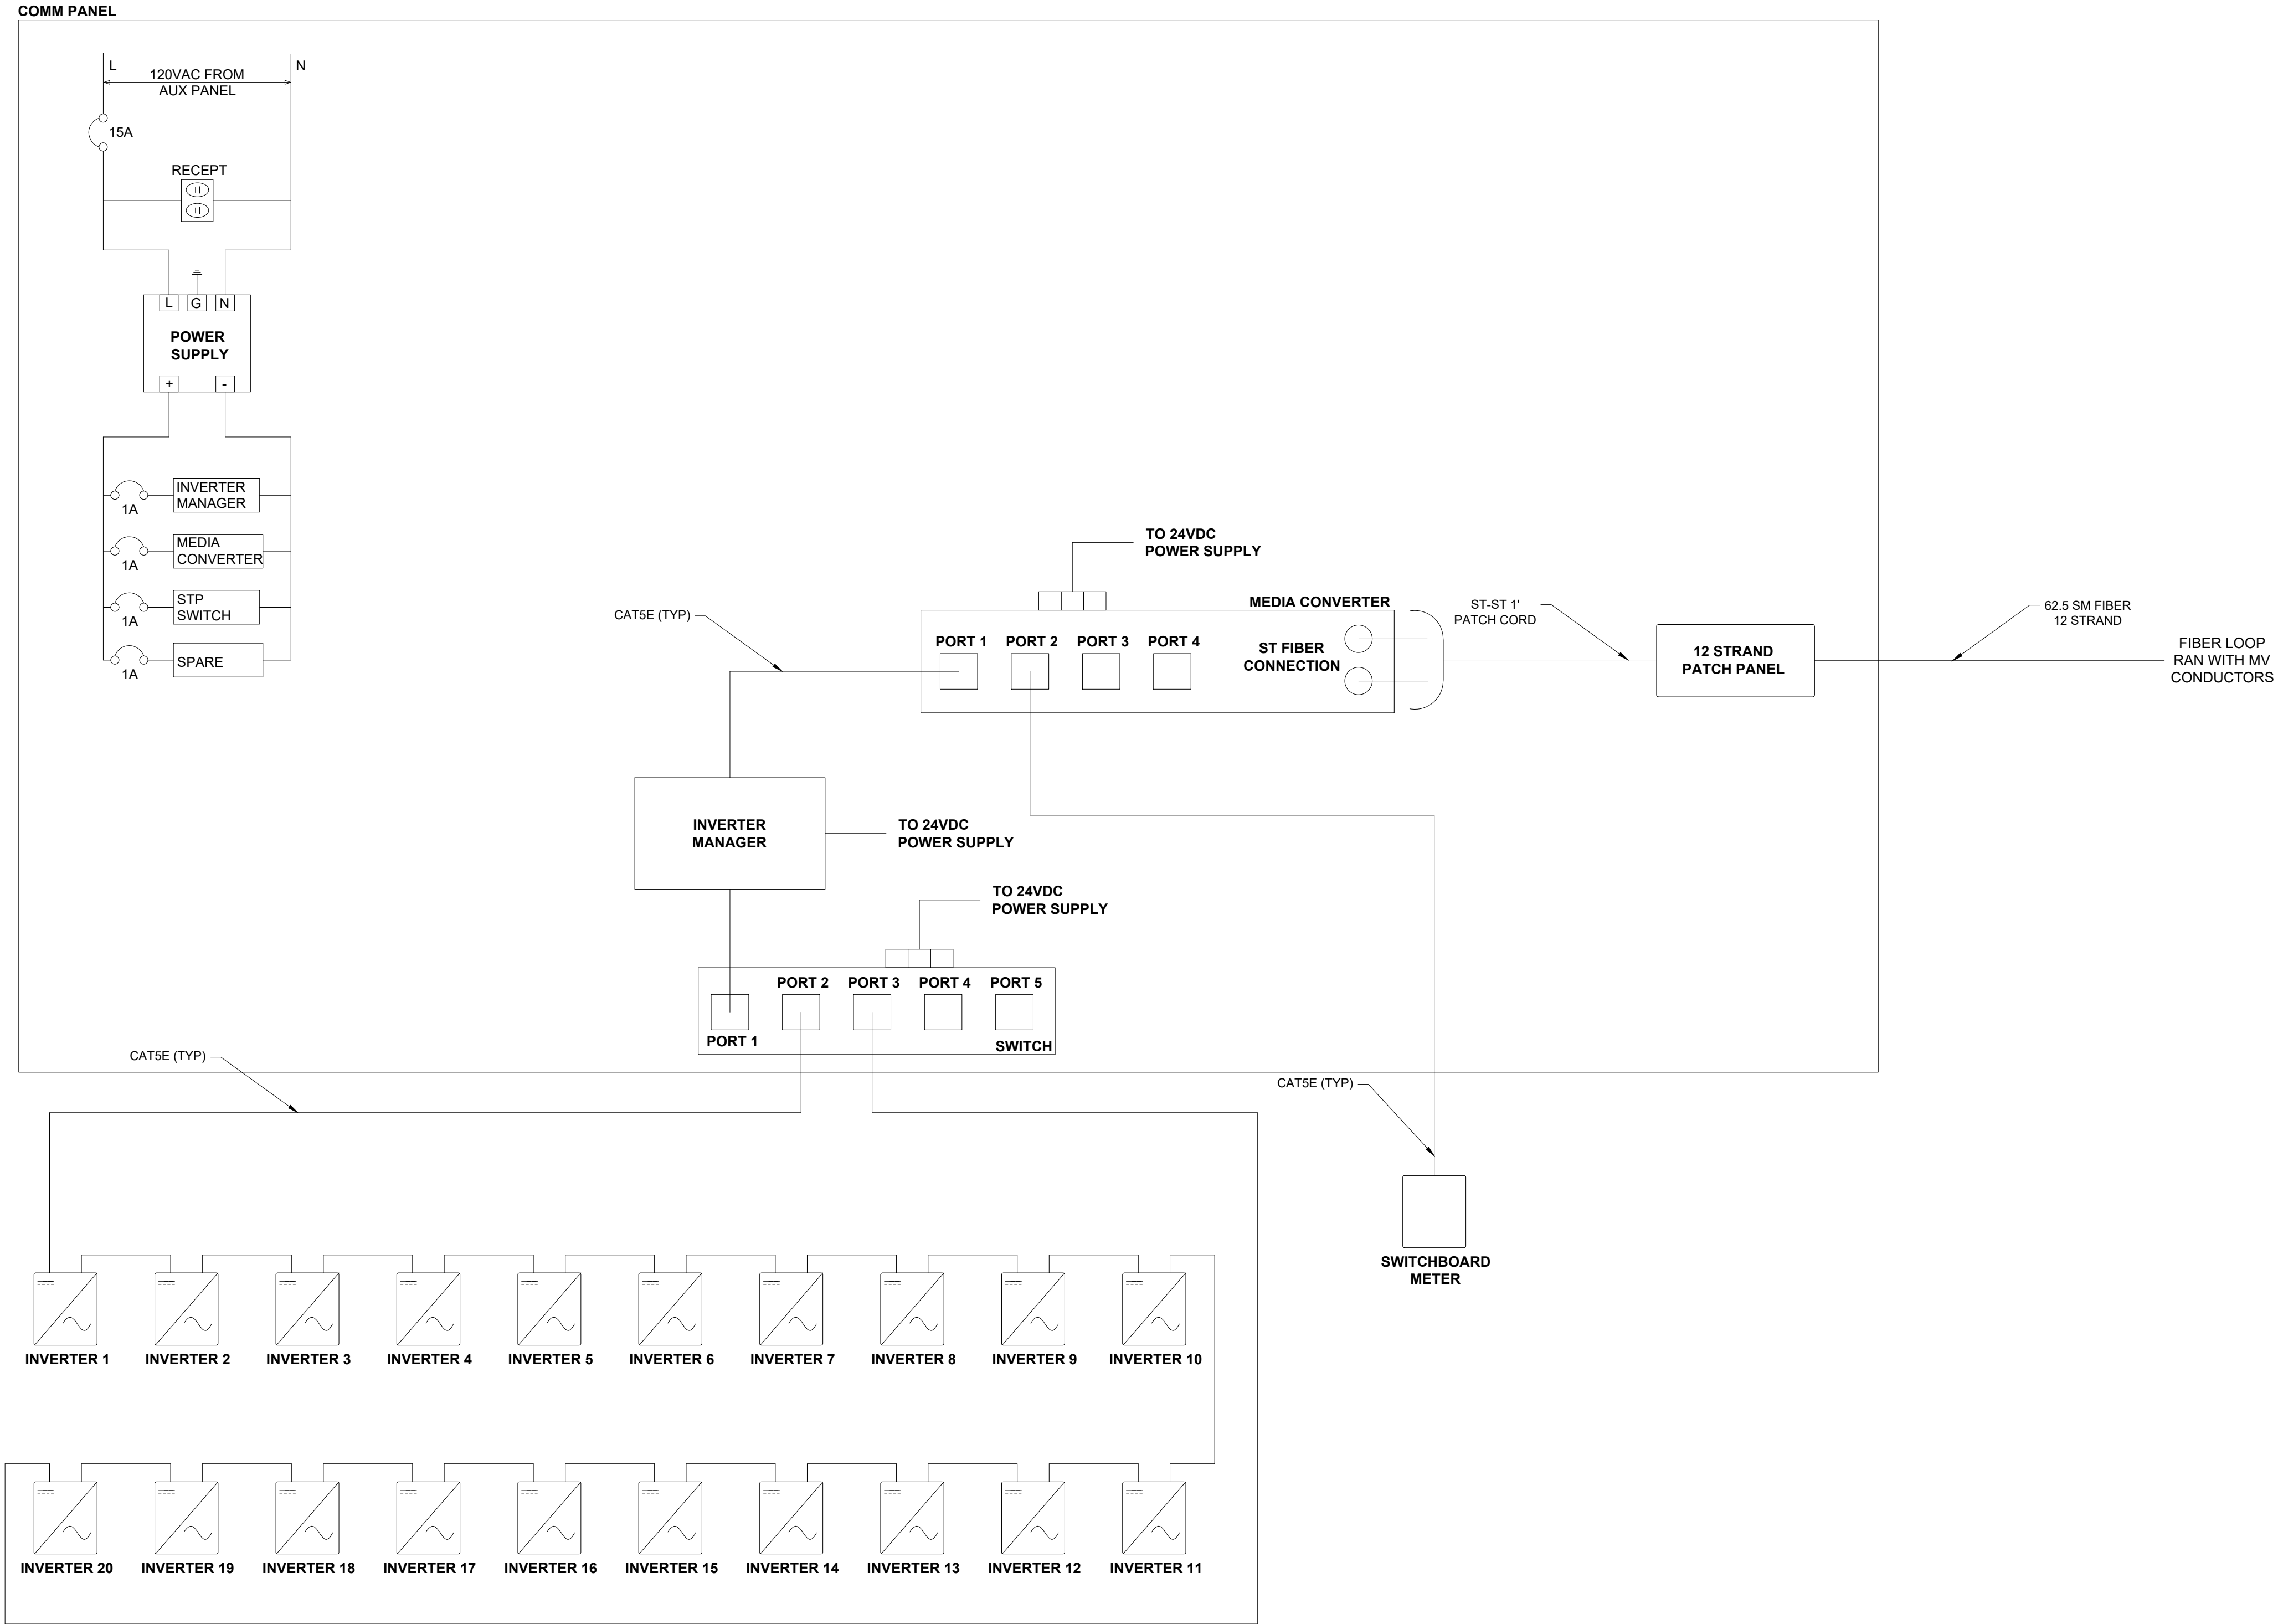 COMM PANEL
L
N
120VAC FROM
AUX PANEL
15A
RECEPT
L
G
N
POWER
SUPPLY
+
-
INVERTER
MANAGER
1A
MEDIA
CONVERTER
1A
STP
SWITCH
1A
SPARE
1A
TO 24VDC
POWER SUPPLY
CAT5E (TYP)
MEDIA CONVERTER
PORT 1
PORT 2
PORT 3
PORT 4
ST FIBER
CONNECTION
ST-ST 1'
PATCH CORD
12 STRAND
PATCH PANEL
62.5 SM FIBER
12 STRAND
FIBER LOOP
RAN WITH MV
CONDUCTORS
INVERTER
MANAGER
TO 24VDC
POWER SUPPLY
TO 24VDC
POWER SUPPLY
PORT 2
PORT 3
PORT 4
PORT 5
PORT 1
SWITCH
CAT5E (TYP)
CAT5E (TYP)
SWITCHBOARD
METER
INVERTER 1
INVERTER 2
INVERTER 3
INVERTER 4
INVERTER 5
INVERTER 6
INVERTER 7
INVERTER 8
INVERTER 9
INVERTER 10
INVERTER 20
INVERTER 19
INVERTER 18
INVERTER 17
INVERTER 16
INVERTER 15
INVERTER 14
INVERTER 13
INVERTER 12
INVERTER 11